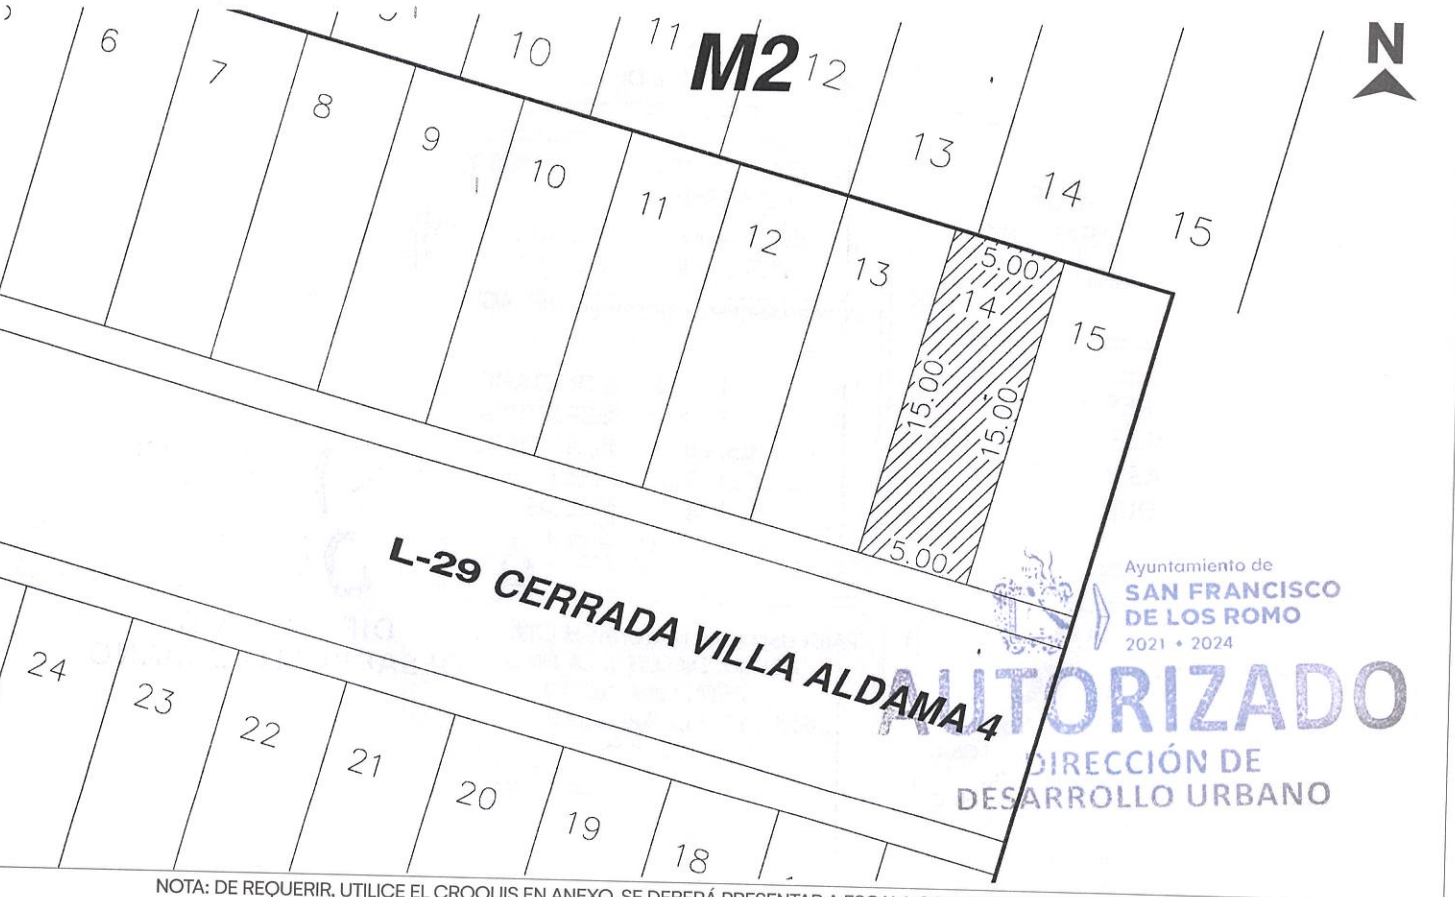 6
7
8
9
10
11
12
13
10
11
M2
12
13
14
15
N
5.00
14
15.00
15.00
5.00
15
L-29 CERRADA VILLA ALDAMA 4
24
23
22
21
20
19
18
Ayuntamiento de
SAN FRANCISCO
DE LOS ROMO
2021 • 2024
AUTORIZADO
DIRECCIÓN DE
DESARROLLO URBANO
NOTA: DE REQUERIR, UTILICE EL CROQUIS EN ANEXO, SE DEBERÁ PRESENTAR A